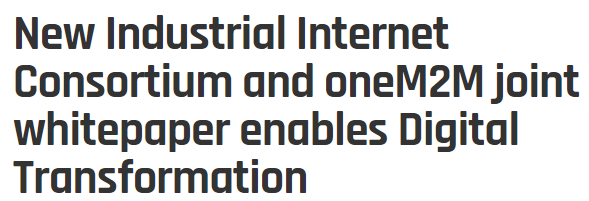 New Industrial Internet
Consortium and oneM2M joint
whitepaper enables Digital
Transformation